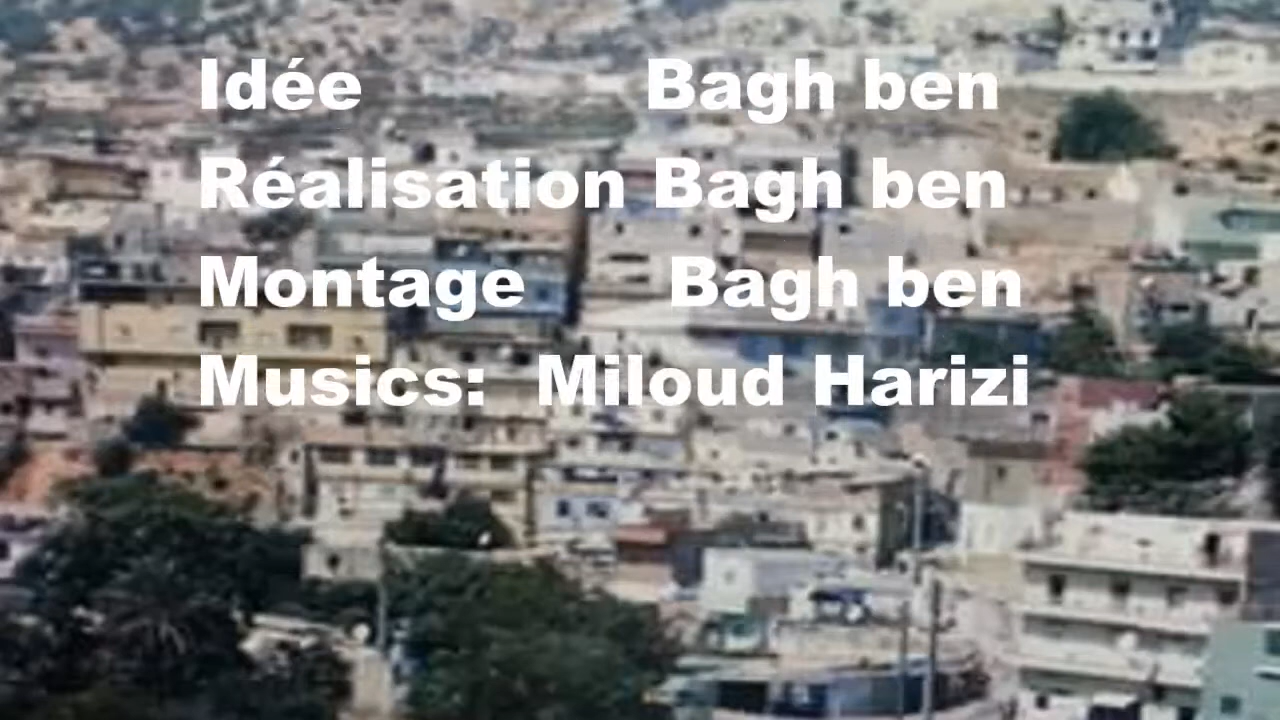 Idée Bagh ben
Réalisation Bagh ben
Montage Bagh ben
Musics: Miloud Harizi